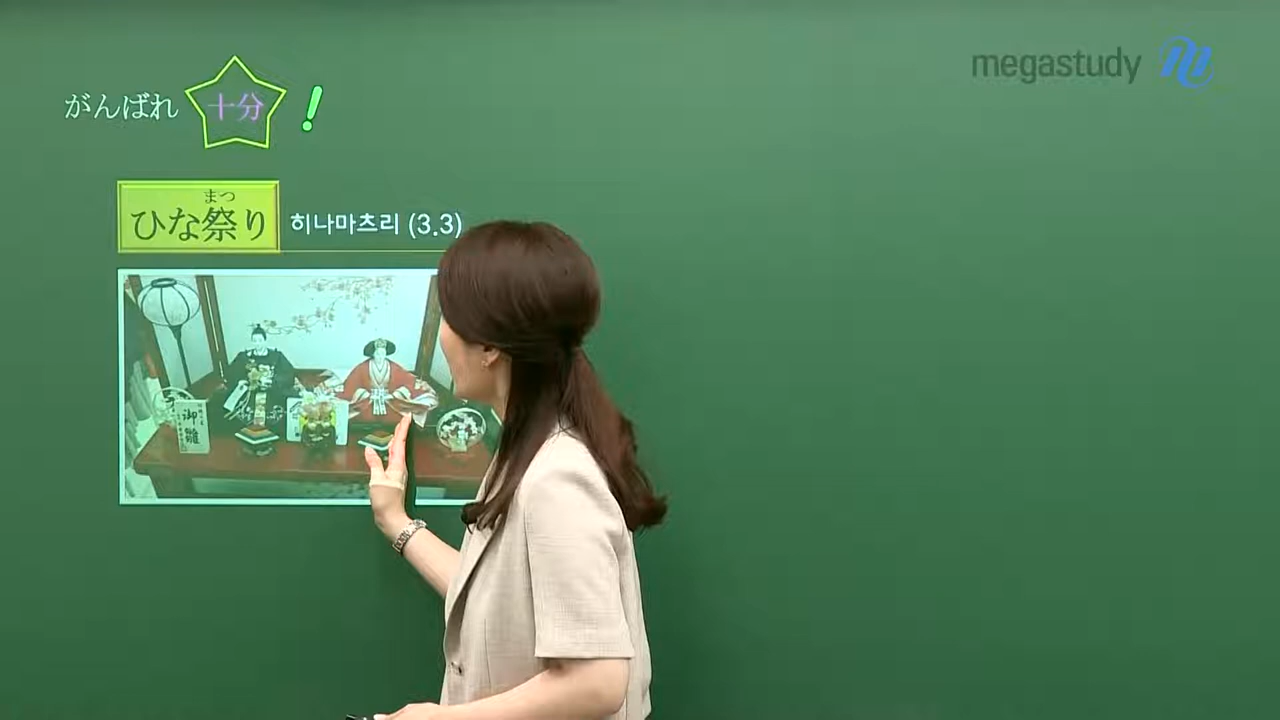 megastudy
がんばれ 十分 !
まつ
ひな祭り 히나마츠리 (3.3)
御雛